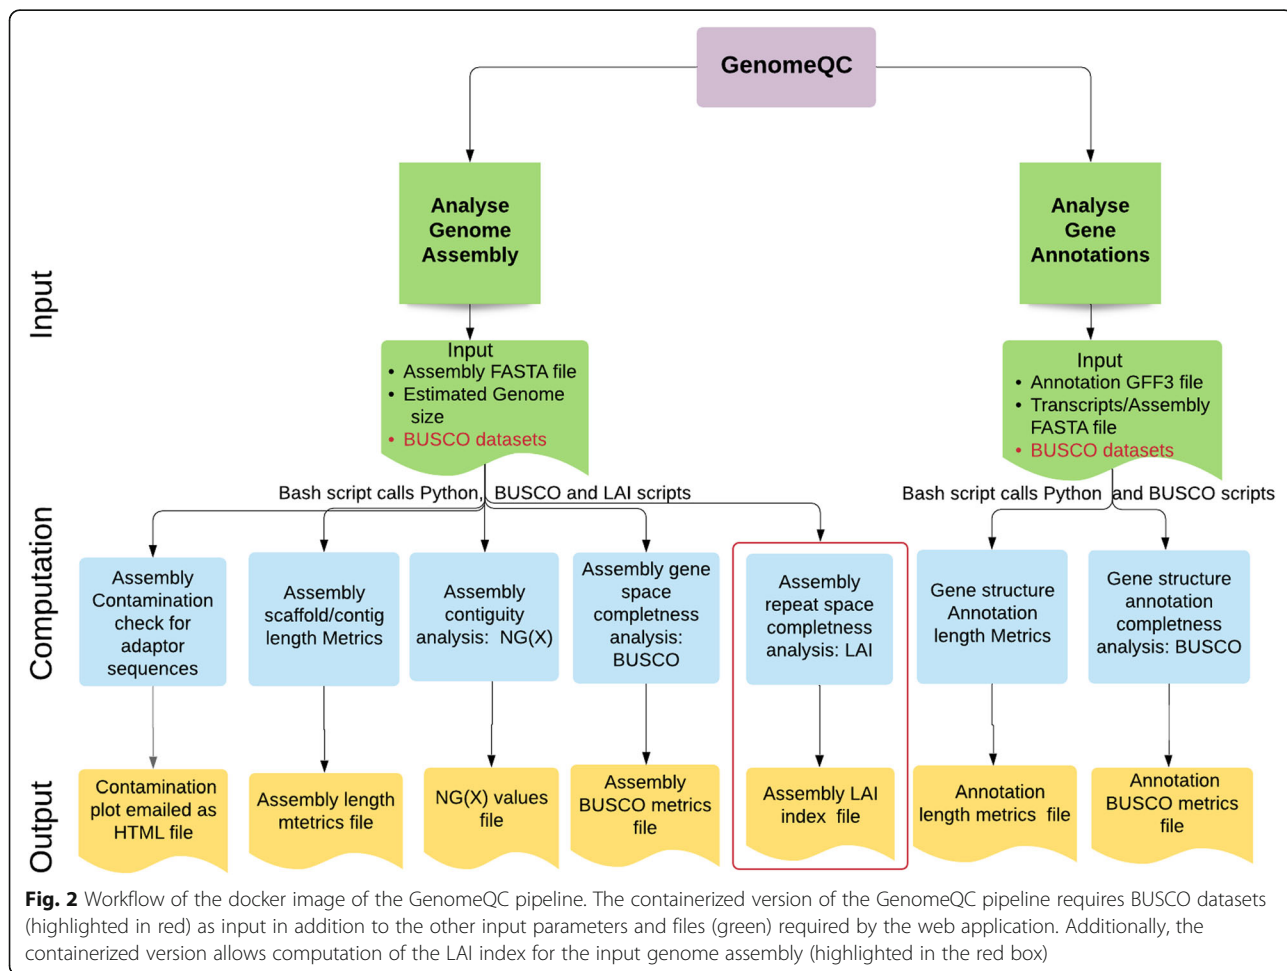 GenomeQC
Analyse
Genome
Assembly
Analyse
Gene
Annotations
Input
Input
• Assembly FASTA file
• Estimated Genome
size
• BUSCO datasets
Input
• Annotation GFF3 file
• Transcripts/Assembly
FASTA file
• BUSCO datasets
Bash script calls Python, BUSCO and LAI scripts
Bash script calls Python and BUSCO scripts
Computation
Assembly
Contamination
check for
adaptor
sequences
Assembly
scaffold/contig
length Metrics
Assembly
contiguity
analysis: NG(X)
Assembly gene
space
completness
analysis:
BUSCO
Assembly
repeat space
completness
analysis: LAI
Gene structure
Annotation
length Metrics
Gene structure
annotation
completness
analysis: BUSCO
Output
Contamination
plot emailed as
HTML file
Assembly length
mtetrics file
NG(X) values
file
Assembly
BUSCO metrics
file
Assembly LAI
index file
Annotation
length metrics file
Annotation
BUSCO metrics
file
Fig. 2 Workflow of the docker image of the GenomeQC pipeline. The containerized version of the GenomeQC pipeline requires BUSCO datasets
(highlighted in red) as input in addition to the other input parameters and files (green) required by the web application. Additionally, the
containerized version allows computation of the LAI index for the input genome assembly (highlighted in the red box)